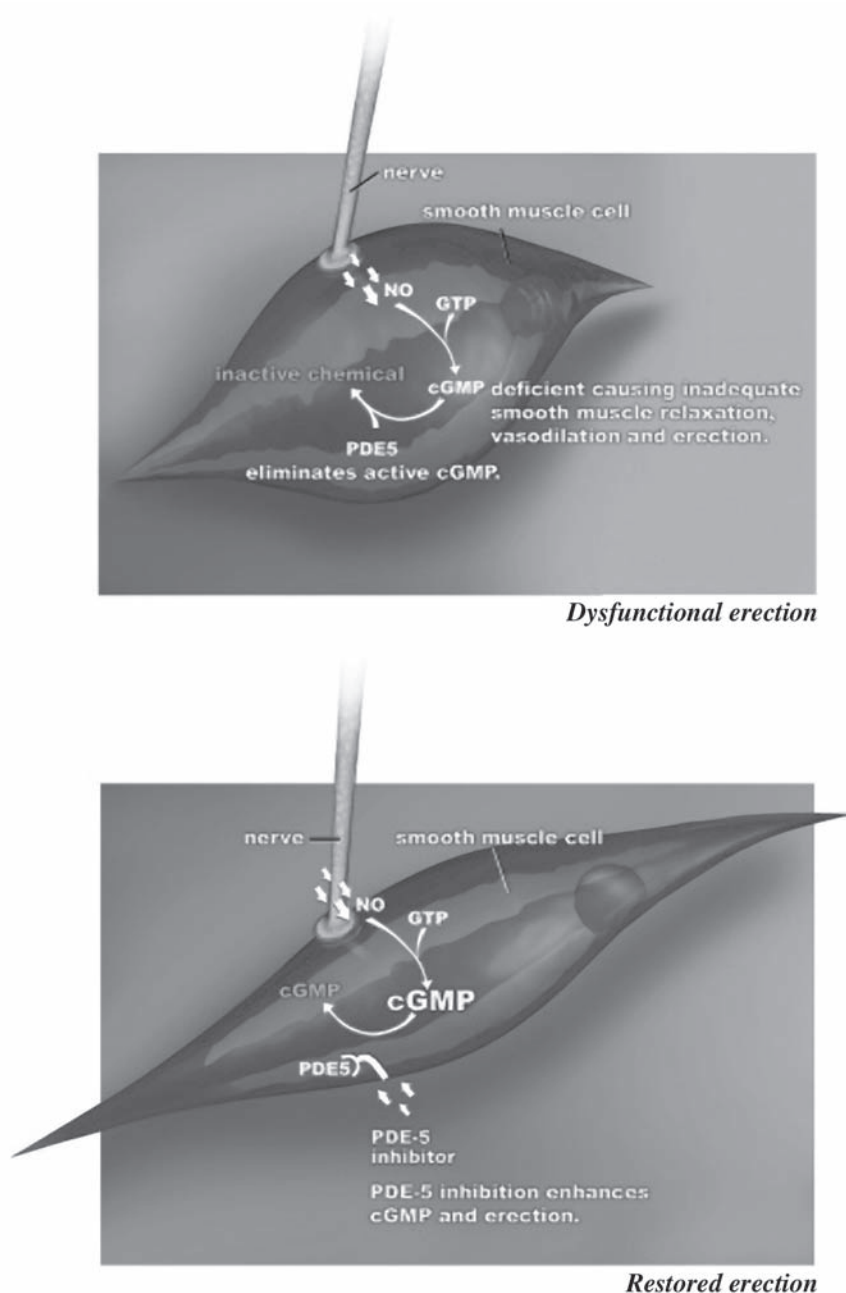 nerve
smooth muscle cell
NO
GTP
inactive chemical
cGMP deficient causing inadequate
smooth muscle relaxation,
vasodilation and erection.
PDE5
eliminates active cGMP.
Dysfunctional erection
nerve
smooth muscle cell
NO
GTP
cGMP
cGMP
PDE5
PDE-5
inhibitor
PDE-5 inhibition enhances
cGMP and erection.
Restored erection